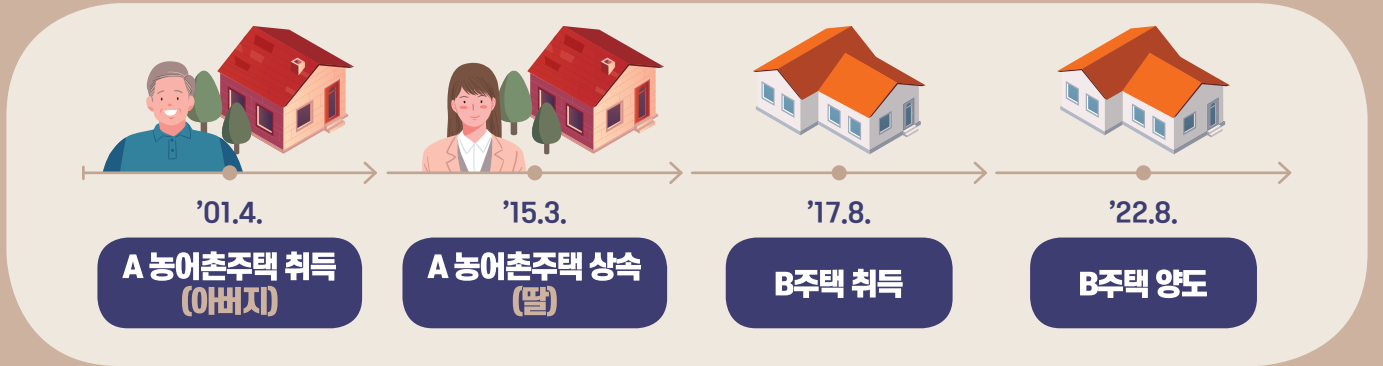 ’01.4.
A 농어촌주택 취득
(아버지)
’15.3.
A 농어촌주택 상속
(딸)
’17.8.
B주택 취득
’22.8.
B주택 양도